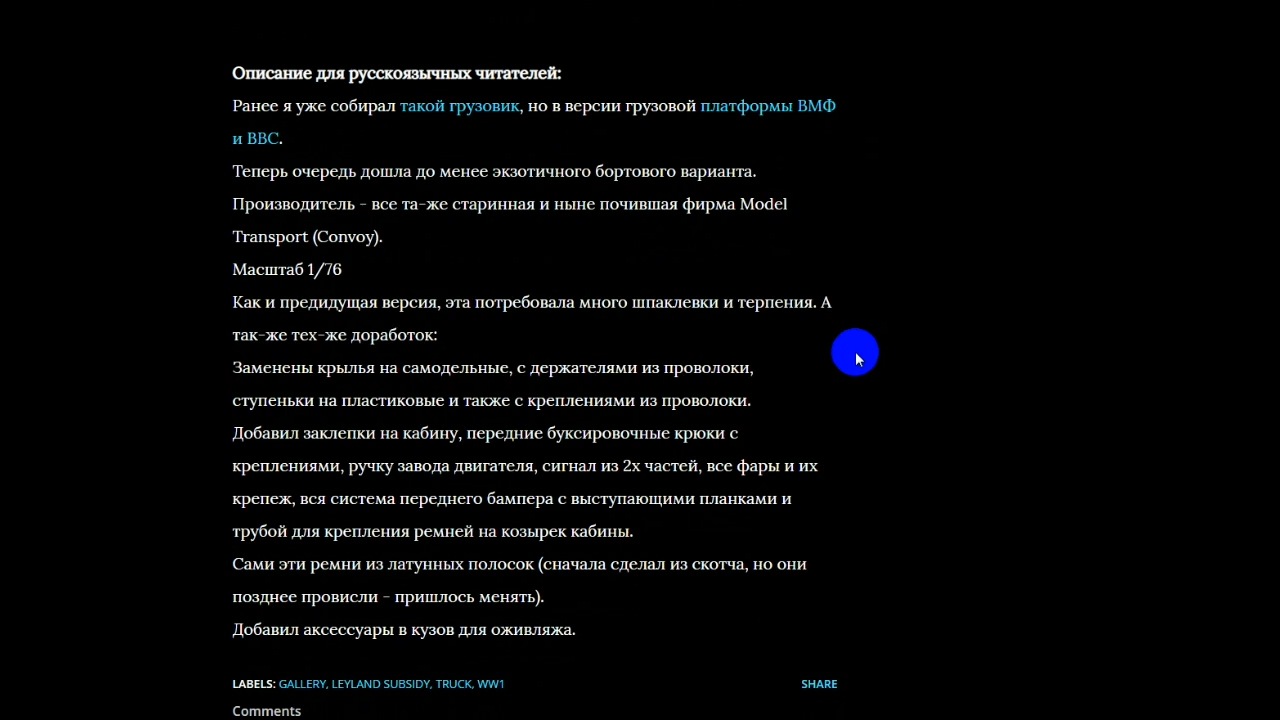 Описание для русскоязычных читателей:
Ранее я уже собирал такой грузовик, но в версии грузовой платформы ВМФ
и ВВС.
Теперь очередь дошла до менее экзотичного бортового варианта.
Производитель - все та-же старинная и ныне почившая фирма Model
Transport (Convoy).
Масштаб 1/76
Как и предидущая версия, эта потребовала много шпаклевки и терпения. А
так-же тех-же доработок:
Заменены крылья на самодельные, с держателями из проволоки,
ступеньки на пластиковые и также с креплениями из проволоки.
Добавил заклепки на кабину, передние буксировочные крюки с
креплениями, ручку завода двигателя, сигнал из 2х частей, все фары и их
крепеж, вся система переднего бампера с выступающими планками и
трубой для крепления ремней на козырек кабины.
Сами эти ремни из латунных полосок (сначала сделал из скотча, но они
позднее провисли - пришлось менять).
Добавил аксессуары в кузов для оживляжа.
LABELS: GALLERY, LEYLAND SUBSIDY, TRUCK, WW1 SHARE
Comments